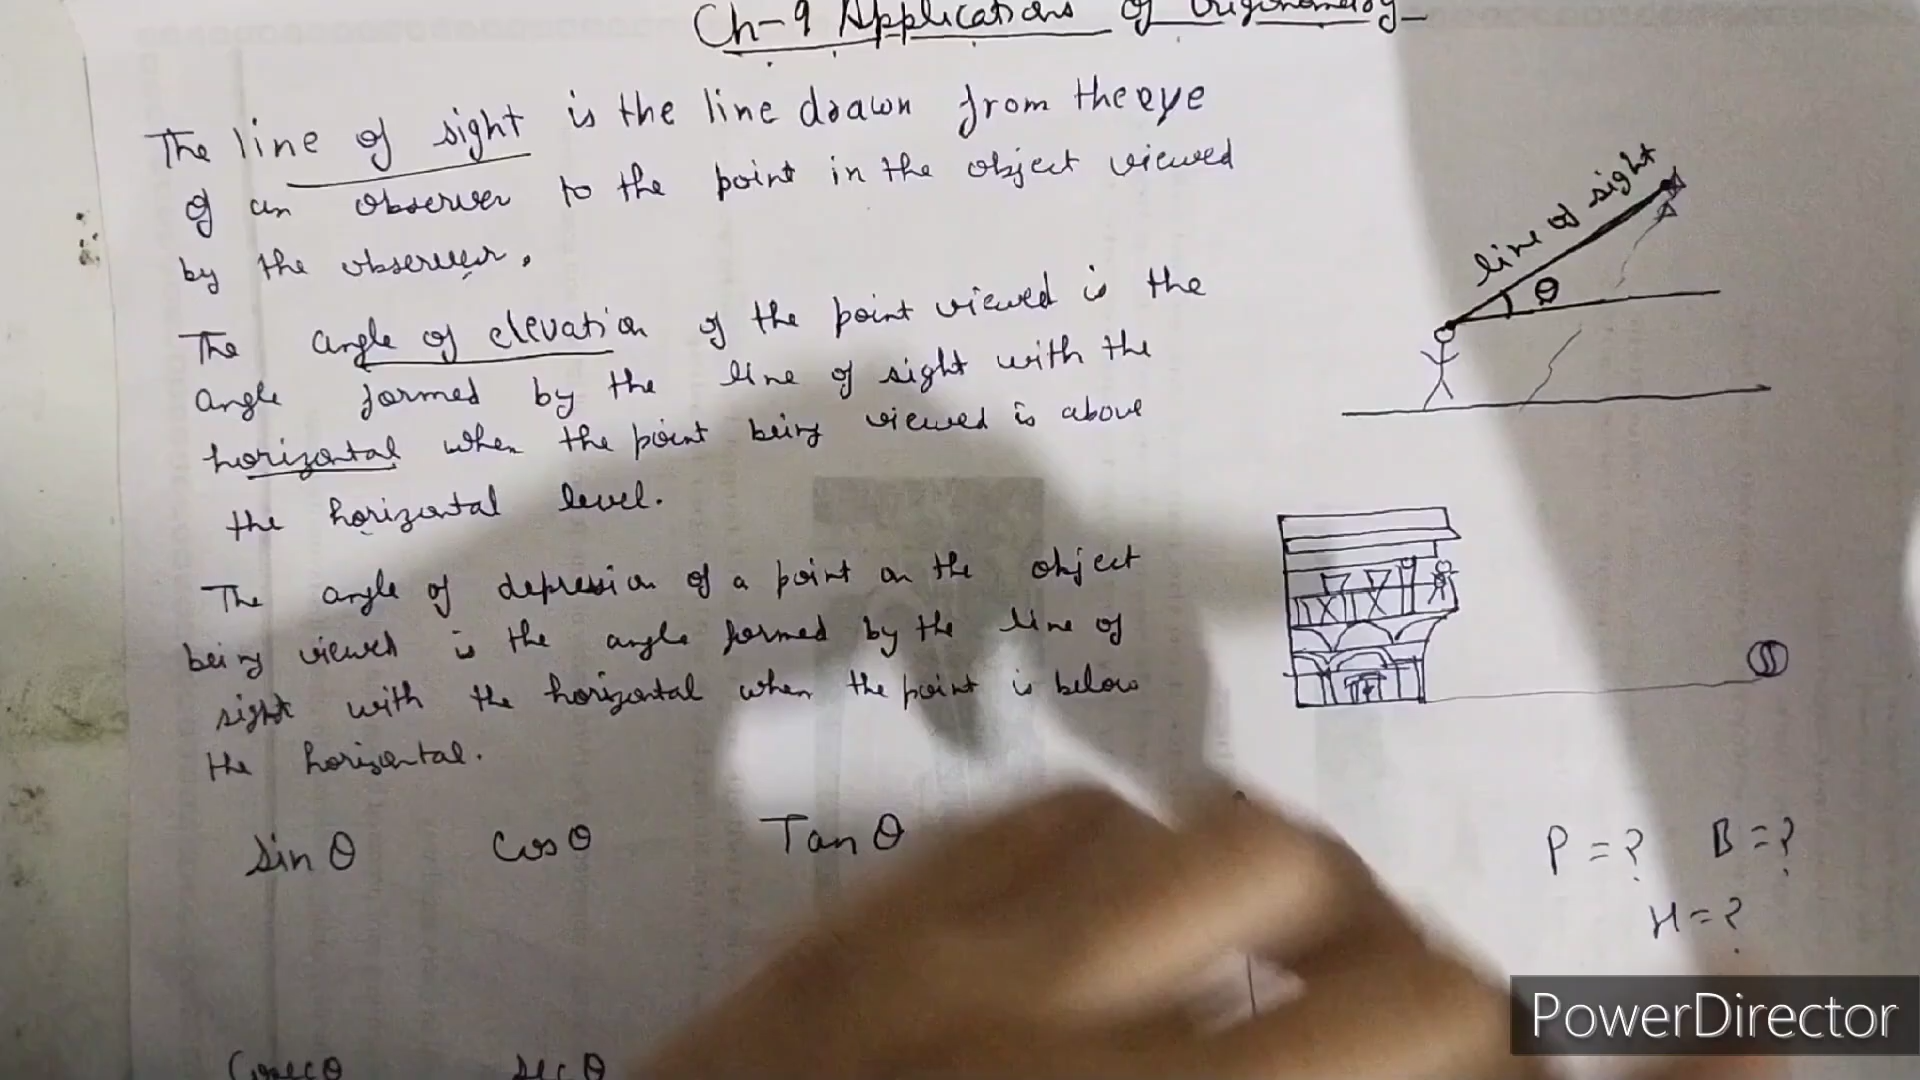 Ch-9 Applications of Trigonometry
The line of sight is the line drawn from the eye
of an observer to the point in the object viewed
by the observer.
The angle of elevation of the point viewed is the
angle formed by the line of sight with the
horizontal when the point being viewed is above
the horizontal level.
The angle of depression of a point on the object
being viewed is the angle formed by the line of
sight with the horizontal when the point is below
the horizontal.
Sin θ Cos θ Tan θ
Cosec θ Sec θ
line of sight
θ
P = ? B = ?
H = ?
PowerDirector